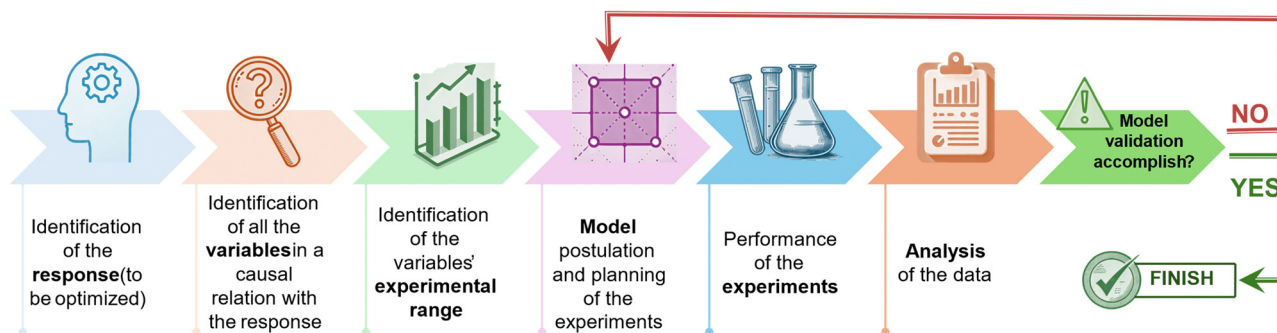 Identification
of the
response(to
be optimized)
Identification
of all the
variablesin a
causal
relation with
the response
Identification
of the
variables'
experimental
range
Model
postulation
and planning
of the
experiments
Performance
of the
experiments
Analysis
of the data
Model
validation
accomplish?
NO
YES
FINISH